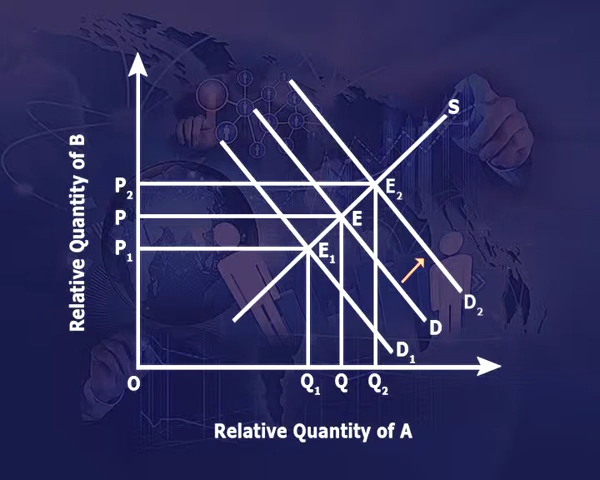 S
P₂
E₂
P
E
P₁
E₁
D₂
D
D₁
O
Q₁ Q Q₂
Relative Quantity of B
Relative Quantity of A